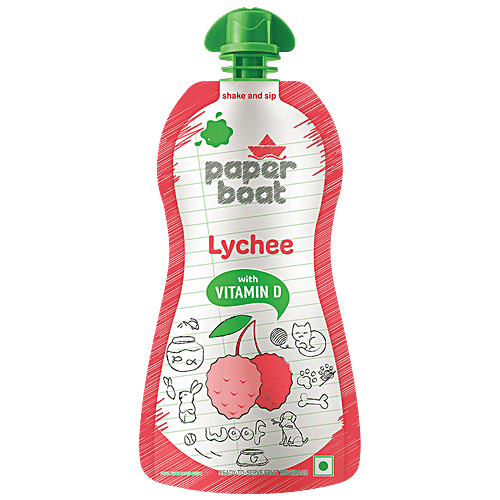 shake and sip
paper
boat
Lychee
with
VITAMIN D
woof
READY-TO-SERVE FRUIT BEVERAGE